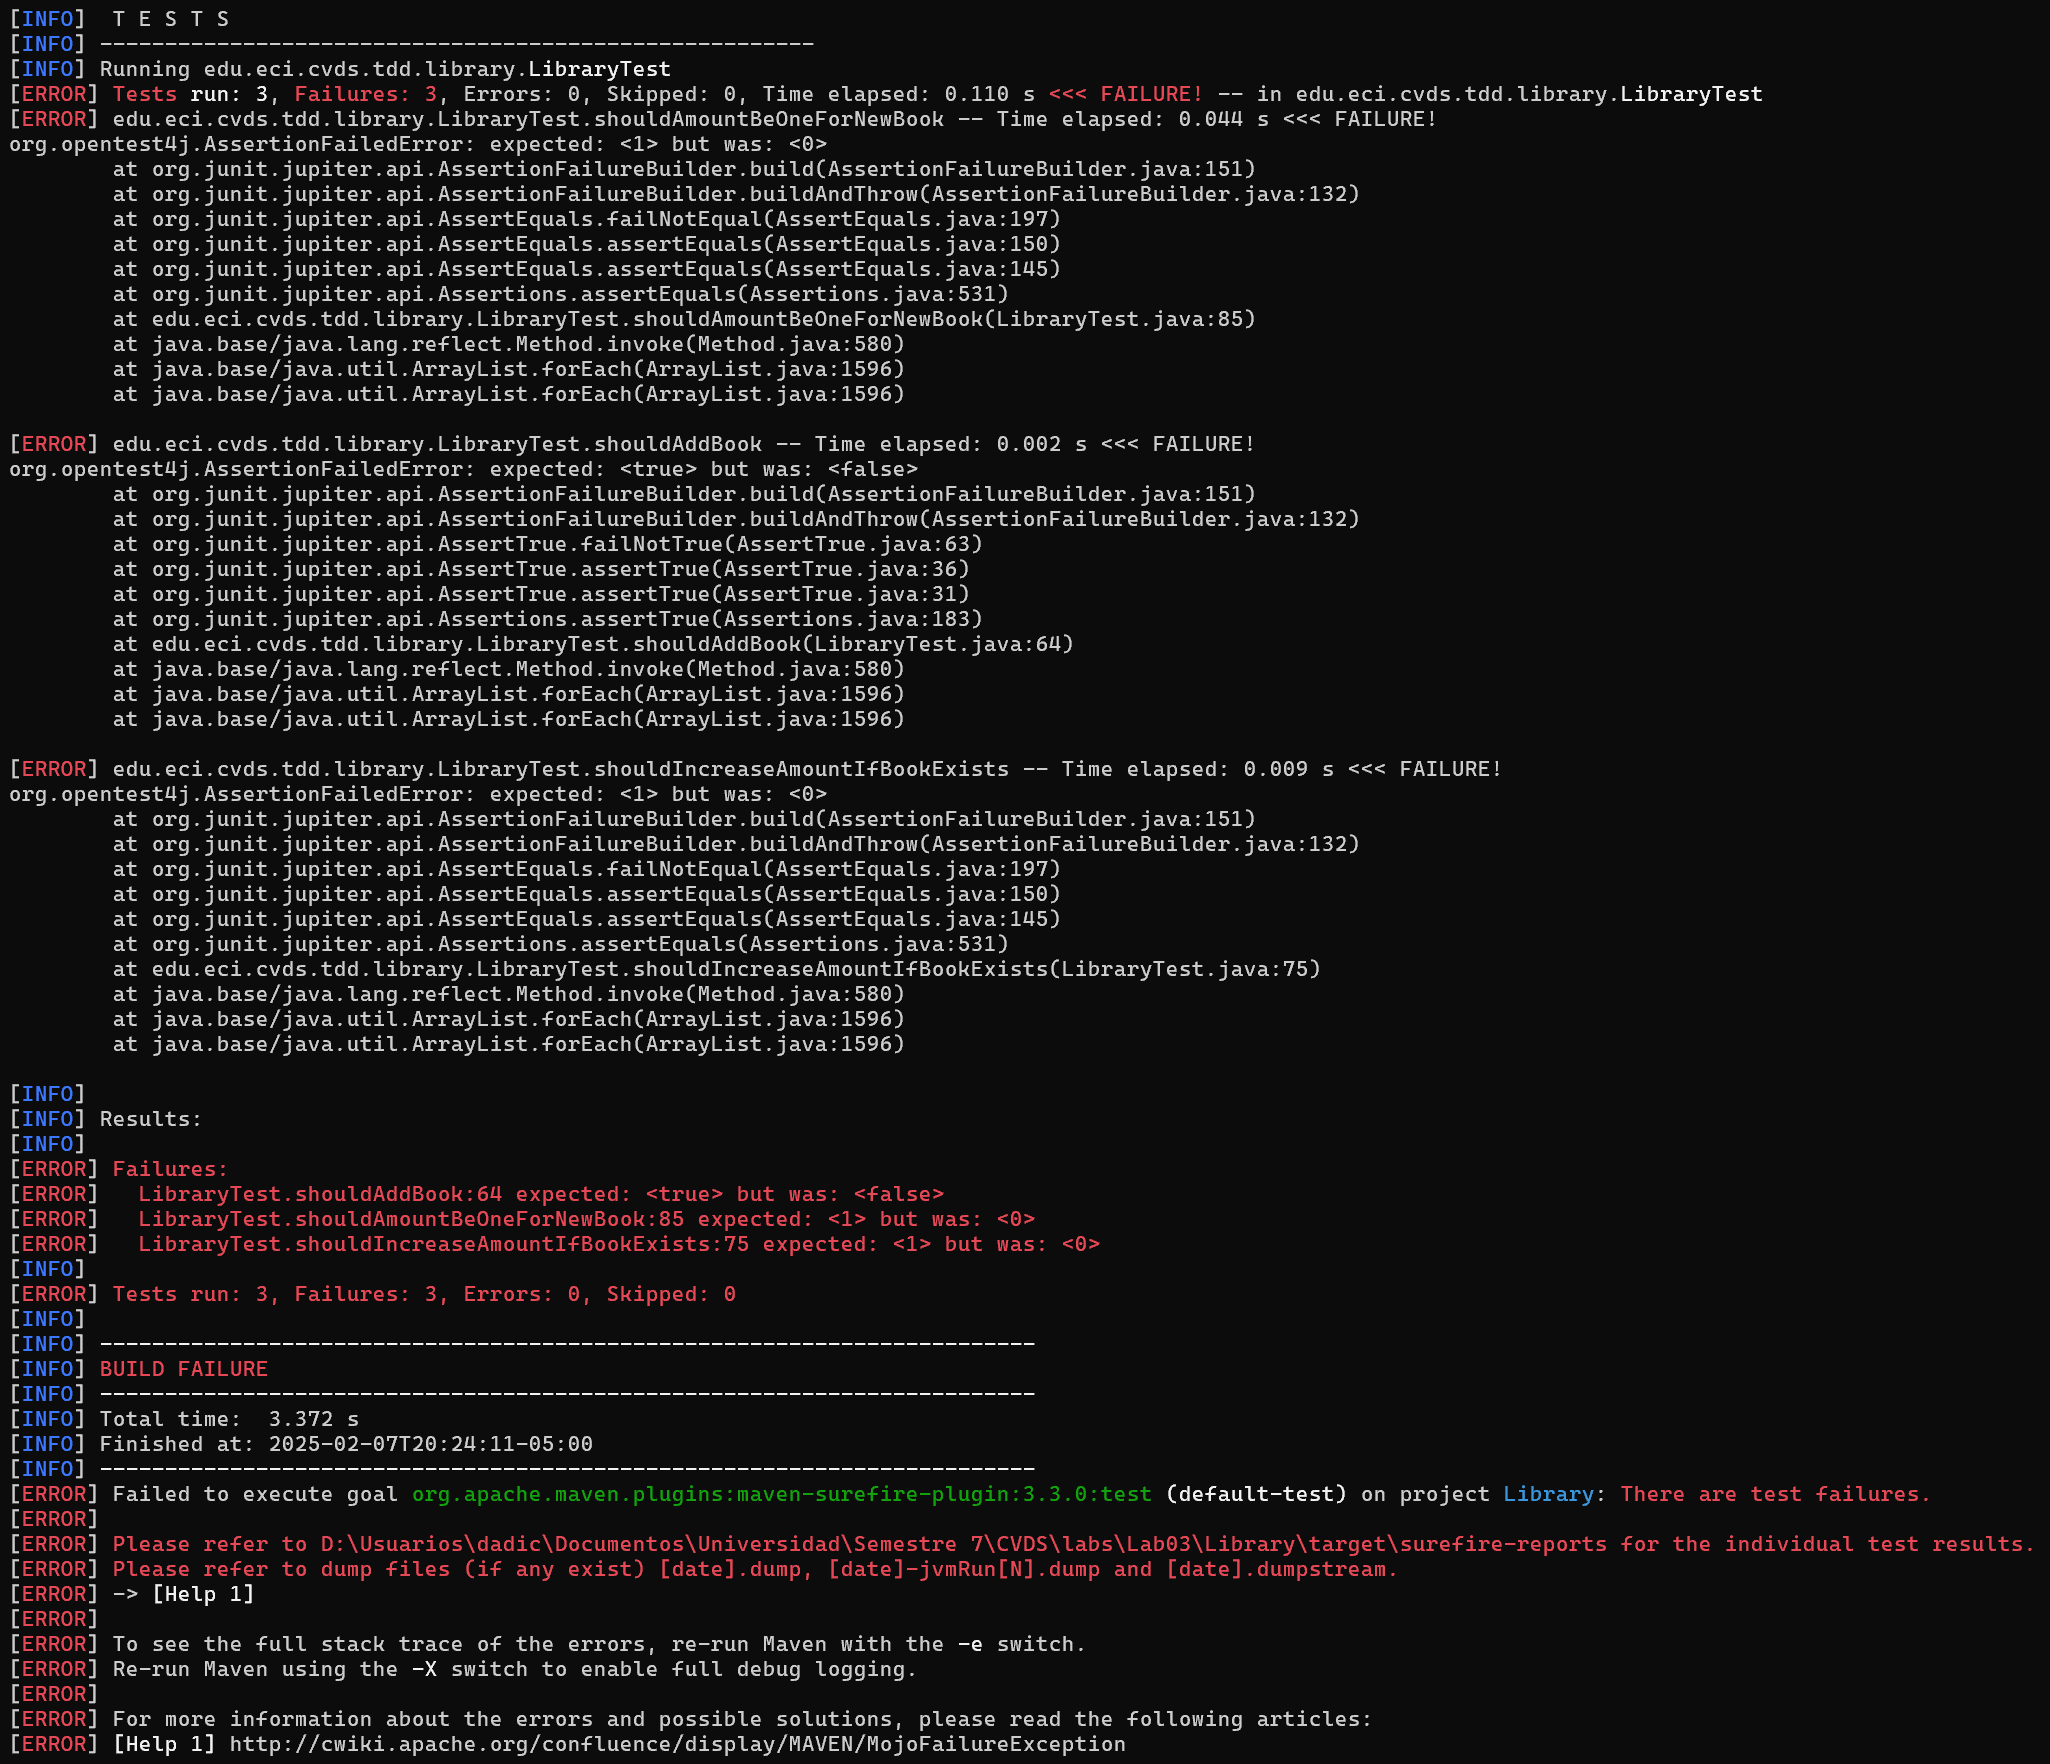 [INFO]  T E S T S
[INFO] -------------------------------------------------------
[INFO] Running edu.eci.cvds.tdd.library.LibraryTest
[ERROR] Tests run: 3, Failures: 3, Errors: 0, Skipped: 0, Time elapsed: 0.110 s <<< FAILURE! -- in edu.eci.cvds.tdd.library.LibraryTest
[ERROR] edu.eci.cvds.tdd.library.LibraryTest.shouldAmountBeOneForNewBook -- Time elapsed: 0.044 s <<< FAILURE!
org.opentest4j.AssertionFailedError: expected: <1> but was: <0>
        at org.junit.jupiter.api.AssertionFailureBuilder.build(AssertionFailureBuilder.java:151)
        at org.junit.jupiter.api.AssertionFailureBuilder.buildAndThrow(AssertionFailureBuilder.java:132)
        at org.junit.jupiter.api.AssertEquals.failNotEqual(AssertEquals.java:197)
        at org.junit.jupiter.api.AssertEquals.assertEquals(AssertEquals.java:150)
        at org.junit.jupiter.api.AssertEquals.assertEquals(AssertEquals.java:145)
        at org.junit.jupiter.api.Assertions.assertEquals(Assertions.java:531)
        at edu.eci.cvds.tdd.library.LibraryTest.shouldAmountBeOneForNewBook(LibraryTest.java:85)
        at java.base/java.lang.reflect.Method.invoke(Method.java:580)
        at java.base/java.util.ArrayList.forEach(ArrayList.java:1596)
        at java.base/java.util.ArrayList.forEach(ArrayList.java:1596)

[ERROR] edu.eci.cvds.tdd.library.LibraryTest.shouldAddBook -- Time elapsed: 0.002 s <<< FAILURE!
org.opentest4j.AssertionFailedError: expected: <true> but was: <false>
        at org.junit.jupiter.api.AssertionFailureBuilder.build(AssertionFailureBuilder.java:151)
        at org.junit.jupiter.api.AssertionFailureBuilder.buildAndThrow(AssertionFailureBuilder.java:132)
        at org.junit.jupiter.api.AssertTrue.failNotTrue(AssertTrue.java:63)
        at org.junit.jupiter.api.AssertTrue.assertTrue(AssertTrue.java:36)
        at org.junit.jupiter.api.AssertTrue.assertTrue(AssertTrue.java:31)
        at org.junit.jupiter.api.Assertions.assertTrue(Assertions.java:183)
        at edu.eci.cvds.tdd.library.LibraryTest.shouldAddBook(LibraryTest.java:64)
        at java.base/java.lang.reflect.Method.invoke(Method.java:580)
        at java.base/java.util.ArrayList.forEach(ArrayList.java:1596)
        at java.base/java.util.ArrayList.forEach(ArrayList.java:1596)

[ERROR] edu.eci.cvds.tdd.library.LibraryTest.shouldIncreaseAmountIfBookExists -- Time elapsed: 0.009 s <<< FAILURE!
org.opentest4j.AssertionFailedError: expected: <1> but was: <0>
        at org.junit.jupiter.api.AssertionFailureBuilder.build(AssertionFailureBuilder.java:151)
        at org.junit.jupiter.api.AssertionFailureBuilder.buildAndThrow(AssertionFailureBuilder.java:132)
        at org.junit.jupiter.api.AssertEquals.failNotEqual(AssertEquals.java:197)
        at org.junit.jupiter.api.AssertEquals.assertEquals(AssertEquals.java:150)
        at org.junit.jupiter.api.AssertEquals.assertEquals(AssertEquals.java:145)
        at org.junit.jupiter.api.Assertions.assertEquals(Assertions.java:531)
        at edu.eci.cvds.tdd.library.LibraryTest.shouldIncreaseAmountIfBookExists(LibraryTest.java:75)
        at java.base/java.lang.reflect.Method.invoke(Method.java:580)
        at java.base/java.util.ArrayList.forEach(ArrayList.java:1596)
        at java.base/java.util.ArrayList.forEach(ArrayList.java:1596)

[INFO]
[INFO] Results:
[INFO]
[ERROR] Failures:
[ERROR]   LibraryTest.shouldAddBook:64 expected: <true> but was: <false>
[ERROR]   LibraryTest.shouldAmountBeOneForNewBook:85 expected: <1> but was: <0>
[ERROR]   LibraryTest.shouldIncreaseAmountIfBookExists:75 expected: <1> but was: <0>
[INFO]
[ERROR] Tests run: 3, Failures: 3, Errors: 0, Skipped: 0
[INFO]
[INFO] ------------------------------------------------------------------------
[INFO] BUILD FAILURE
[INFO] ------------------------------------------------------------------------
[INFO] Total time:  3.372 s
[INFO] Finished at: 2025-02-07T20:24:11-05:00
[INFO] ------------------------------------------------------------------------
[ERROR] Failed to execute goal org.apache.maven.plugins:maven-surefire-plugin:3.3.0:test (default-test) on project Library: There are test failures.
[ERROR]
[ERROR] Please refer to D:\Usuarios\dadic\Documentos\Universidad\Semestre 7\CVDS\labs\Lab03\Library\target\surefire-reports for the individual test results.
[ERROR] Please refer to dump files (if any exist) [date].dump, [date]-jvmRun[N].dump and [date].dumpstream.
[ERROR] -> [Help 1]
[ERROR]
[ERROR] To see the full stack trace of the errors, re-run Maven with the -e switch.
[ERROR] Re-run Maven using the -X switch to enable full debug logging.
[ERROR]
[ERROR] For more information about the errors and possible solutions, please read the following articles:
[ERROR] [Help 1] http://cwiki.apache.org/confluence/display/MAVEN/MojoFailureException